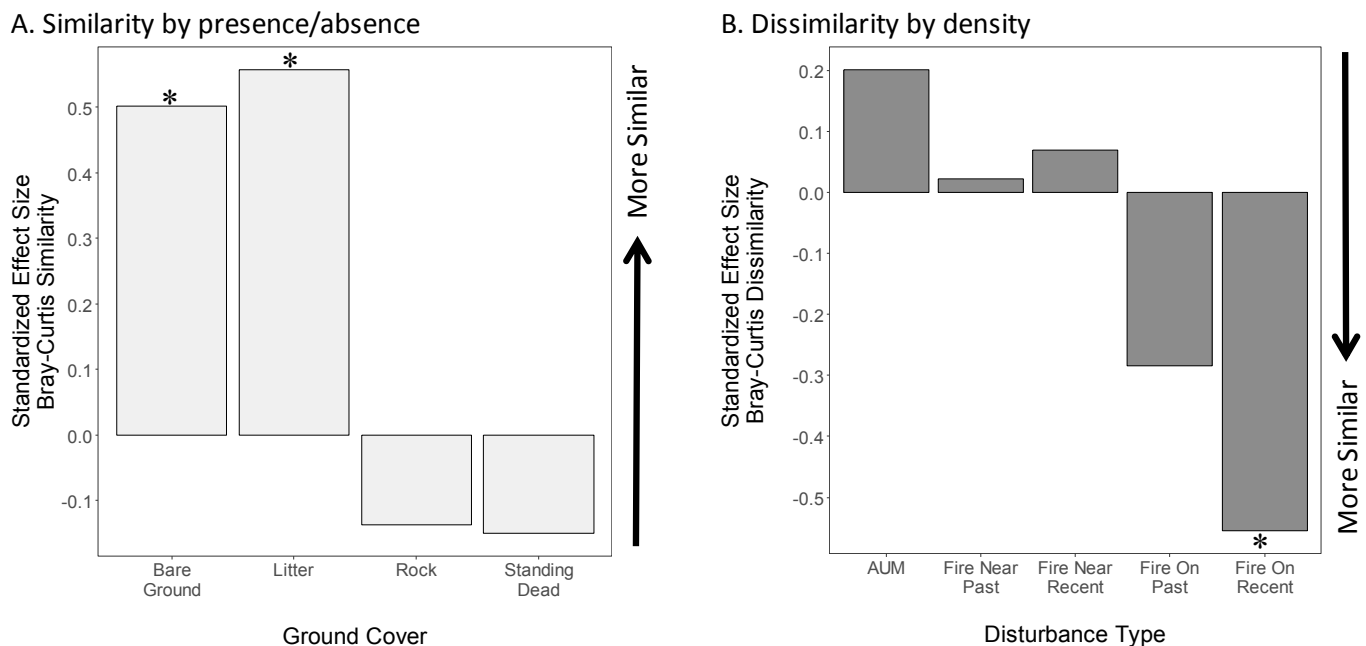 A. Similarity by presence/absence
Standardized Effect Size
Bray-Curtis Similarity
0.5
0.4
0.3
0.2
0.1
0.0
-0.1
*
*
Bare
Ground
Litter
Rock
Standing
Dead
Ground Cover
More Similar
B. Dissimilarity by density
Standardized Effect Size
Bray-Curtis Dissimilarity
0.2
0.1
0.0
-0.1
-0.2
-0.3
-0.4
-0.5
*
AUM
Fire Near
Past
Fire Near
Recent
Fire On
Past
Fire On
Recent
Disturbance Type
More Similar